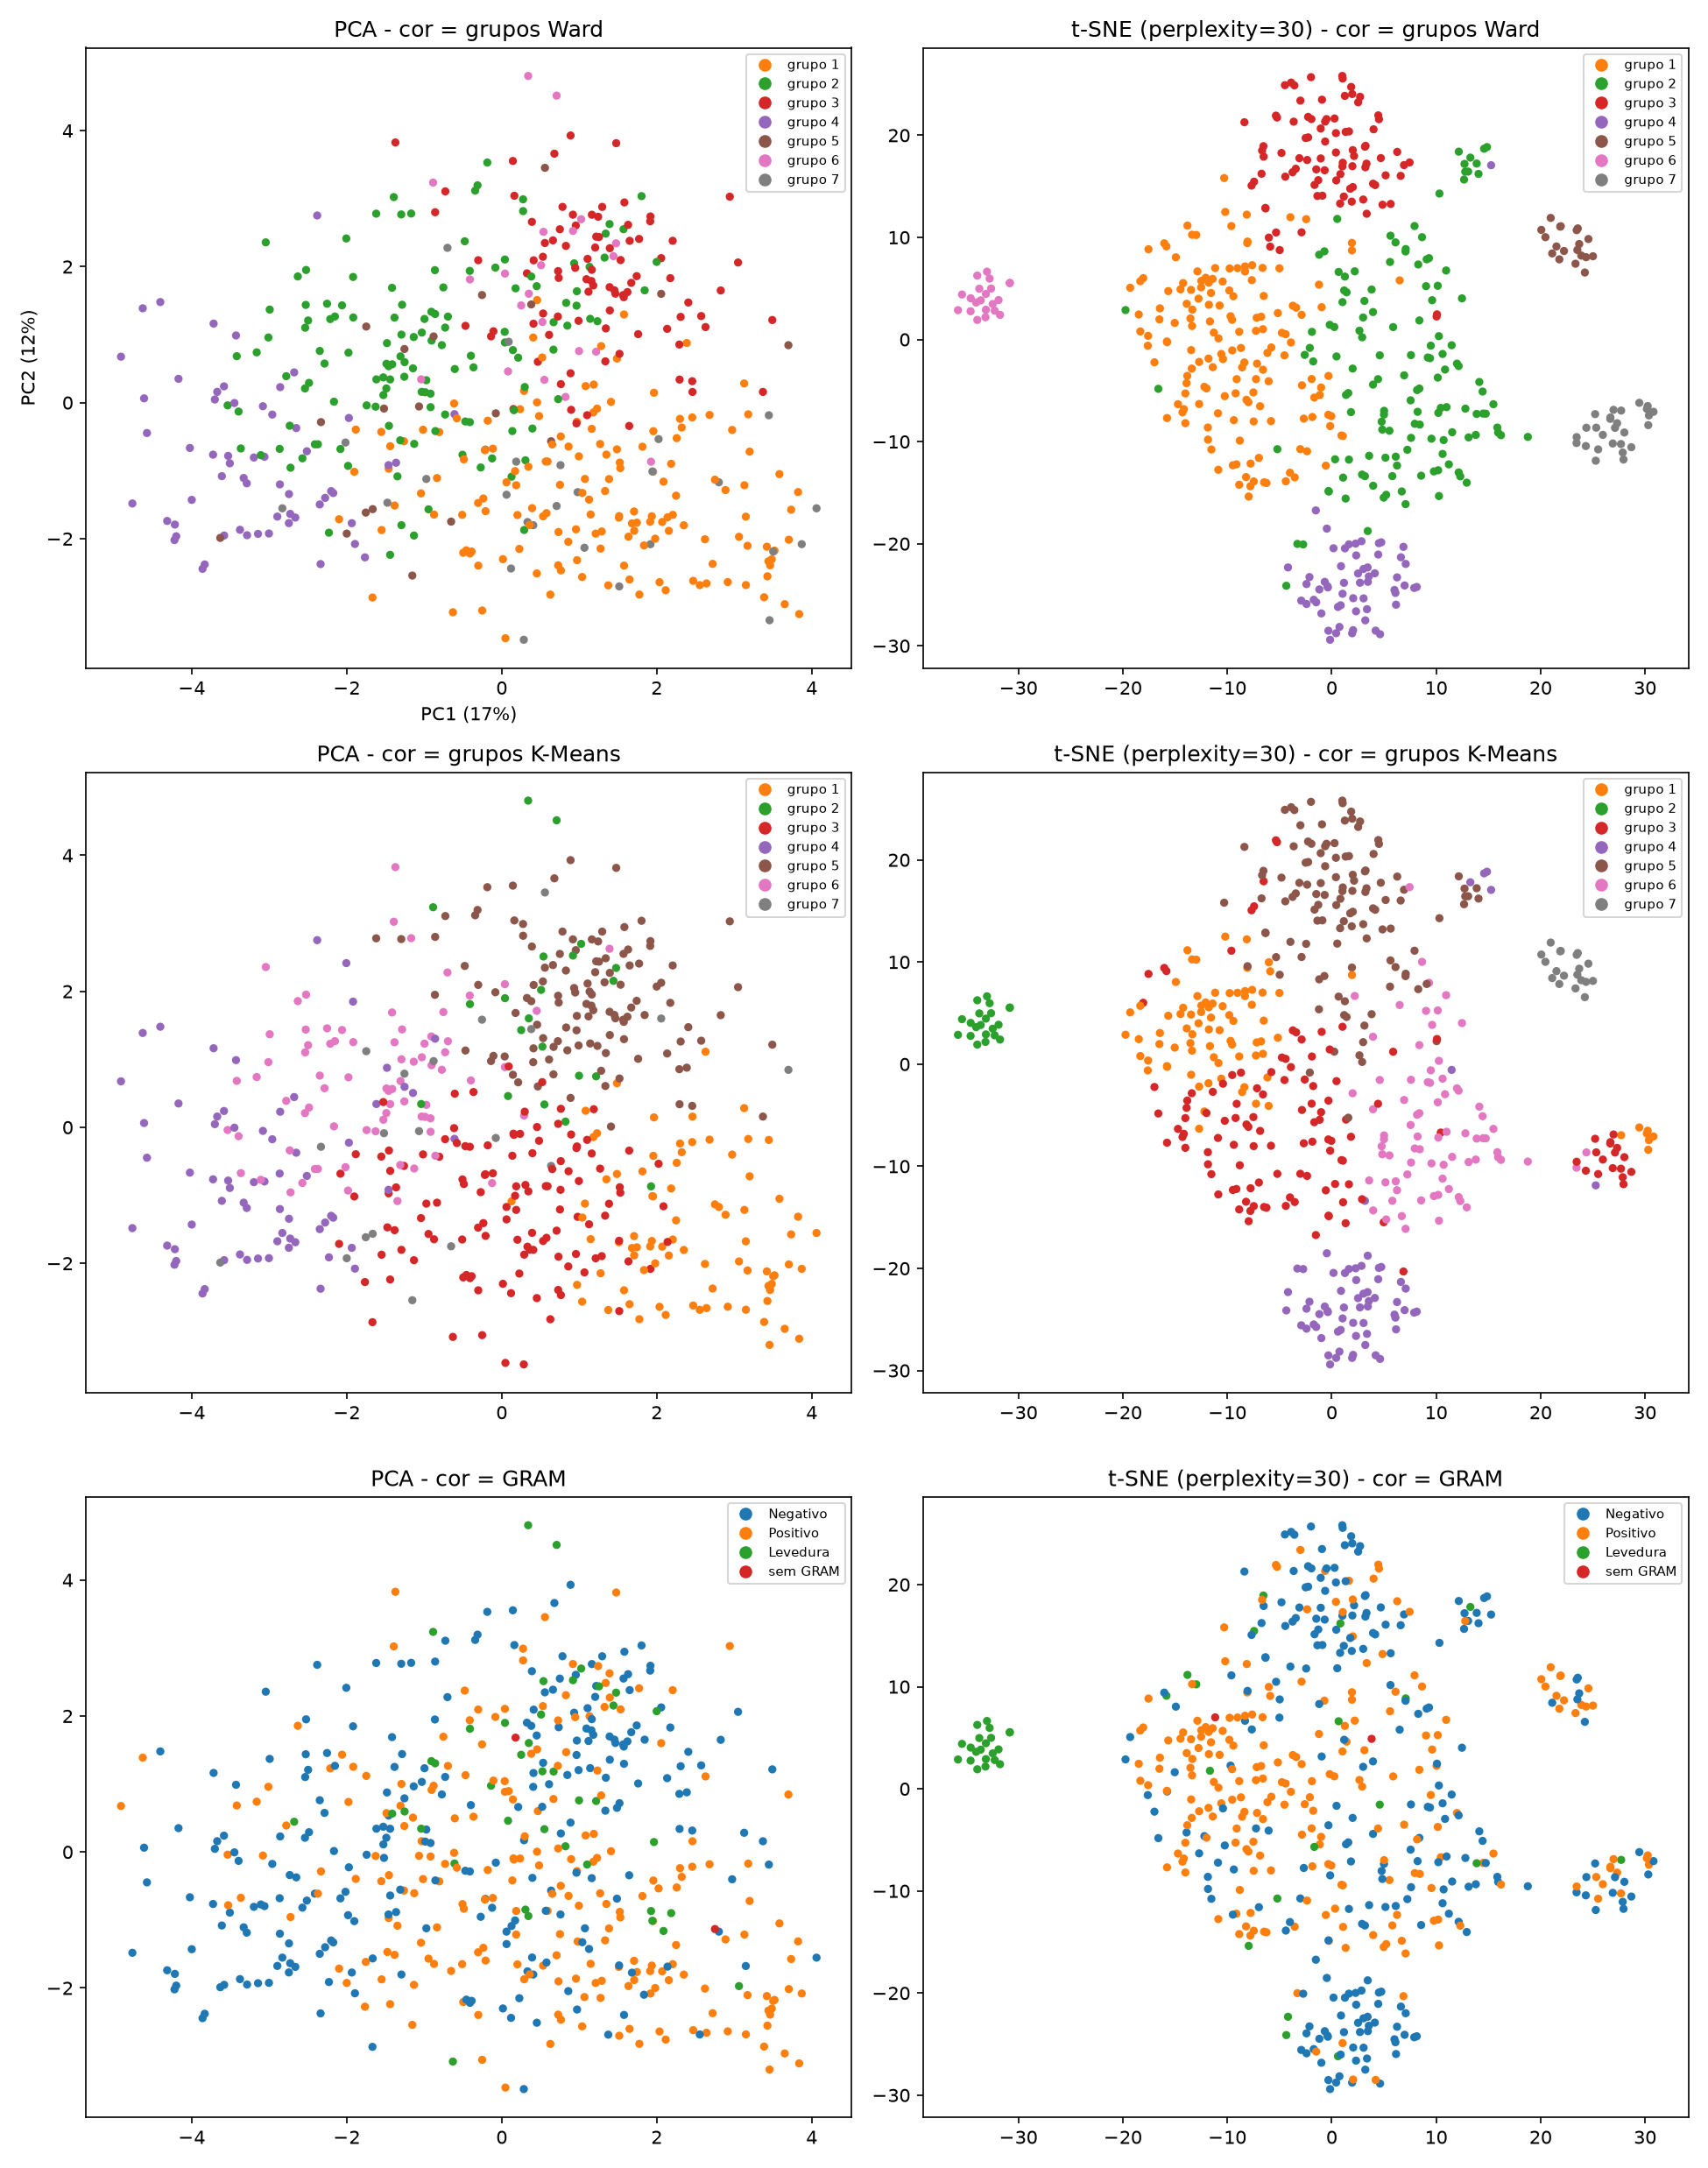 PCA - cor = grupos Ward
grupo 1
grupo 2
grupo 3
grupo 4
grupo 5
grupo 6
grupo 7
4
2
0
−2
PC2 (12%)
−4
−2
0
2
4
PC1 (17%)
t-SNE (perplexity=30) - cor = grupos Ward
grupo 1
grupo 2
grupo 3
grupo 4
grupo 5
grupo 6
grupo 7
20
10
0
−10
−20
−30
−30
−20
−10
0
10
20
30
PCA - cor = grupos K-Means
grupo 1
grupo 2
grupo 3
grupo 4
grupo 5
grupo 6
grupo 7
4
2
0
−2
−4
−2
0
2
4
t-SNE (perplexity=30) - cor = grupos K-Means
grupo 1
grupo 2
grupo 3
grupo 4
grupo 5
grupo 6
grupo 7
20
10
0
−10
−20
−30
−30
−20
−10
0
10
20
30
PCA - cor = GRAM
Negativo
Positivo
Levedura
sem GRAM
4
2
0
−2
−4
−2
0
2
4
t-SNE (perplexity=30) - cor = GRAM
Negativo
Positivo
Levedura
sem GRAM
20
10
0
−10
−20
−30
−30
−20
−10
0
10
20
30